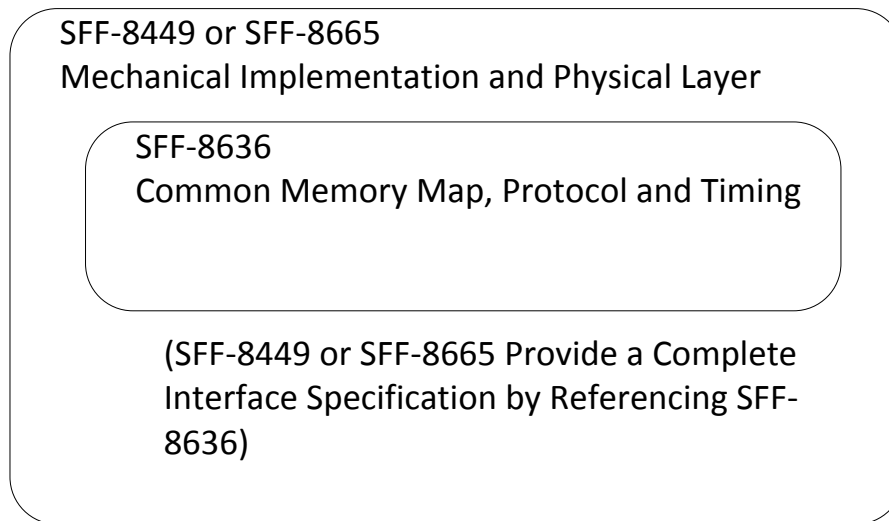 SFF-8449 or SFF-8665
Mechanical Implementation and Physical Layer
SFF-8636
Common Memory Map, Protocol and Timing
(SFF-8449 or SFF-8665 Provide a Complete
Interface Specification by Referencing SFF-
8636)